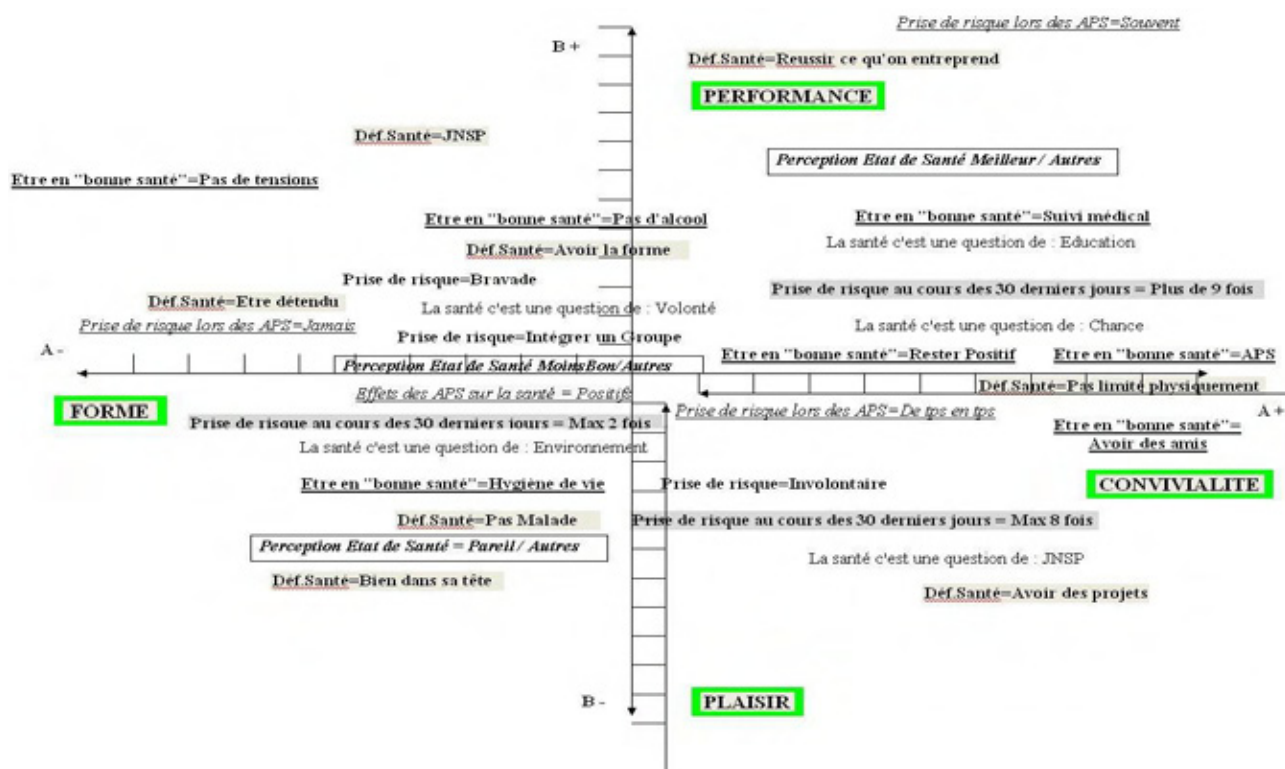 Prise de risque lors des APS=Souvent
B +
Déf.Santé=Reussir ce qu'on entreprend
PERFORMANCE
Déf.Santé=JNSP
Perception Etat de Santé Meilleur / Autres
Etre en "bonne santé"=Pas de tensions
Etre en "bonne santé"=Pas d'alcool
Etre en "bonne santé"=Suivi médical
La santé c'est une question de : Education
Déf.Santé=Avoir la forme
Prise de risque=Bravade
Prise de risque au cours des 30 derniers jours = Plus de 9 fois
Déf.Santé=Etre détendu
La santé c'est une question de : Volonté
Prise de risque lors des APS=Jamais
La santé c'est une question de : Chance
Prise de risque=Intégrer un Groupe
A -
Etre en "bonne santé"=Rester Positif
Etre en "bonne santé"=APS
Perception Etat de Santé MoinsBon/Autres
Déf.Santé=Pas limité physiquement
Effets des APS sur la santé = Positifs
FORME
Prise de risque lors des APS=De tps en tps
A +
Prise de risque au cours des 30 derniers jours = Max 2 fois
Etre en "bonne santé"=
Avoir des amis
La santé c'est une question de : Environnement
Etre en "bonne santé"=Hygiène de vie
Prise de risque=Involontaire
CONVIVIALITE
Déf.Santé=Pas Malade
Prise de risque au cours des 30 derniers jours = Max 8 fois
Perception Etat de Santé = Pareil / Autres
La santé c'est une question de : JNSP
Déf.Santé=Bien dans sa tête
Déf.Santé=Avoir des projets
B -
PLAISIR